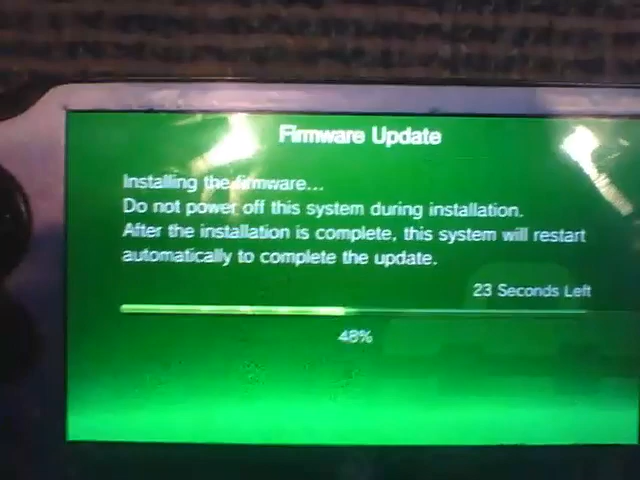 Firmware Update
Installing the firmware...
Do not power off this system during installation.
After the installation is complete, this system will restart
automatically to complete the update.
23 Seconds Left
48%